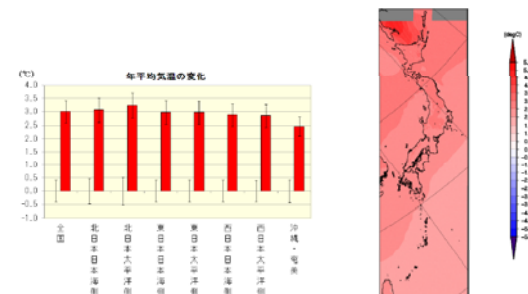 年平均気温の変化
(℃)
4.0
3.5
3.0
2.5
2.0
1.5
1.0
0.5
0.0
-0.5
-1.0
全国
北日本日本海側
北日本太平洋側
東日本日本海側
東日本太平洋側
西日本日本海側
西日本太平洋側
沖縄・奄美
(degC)